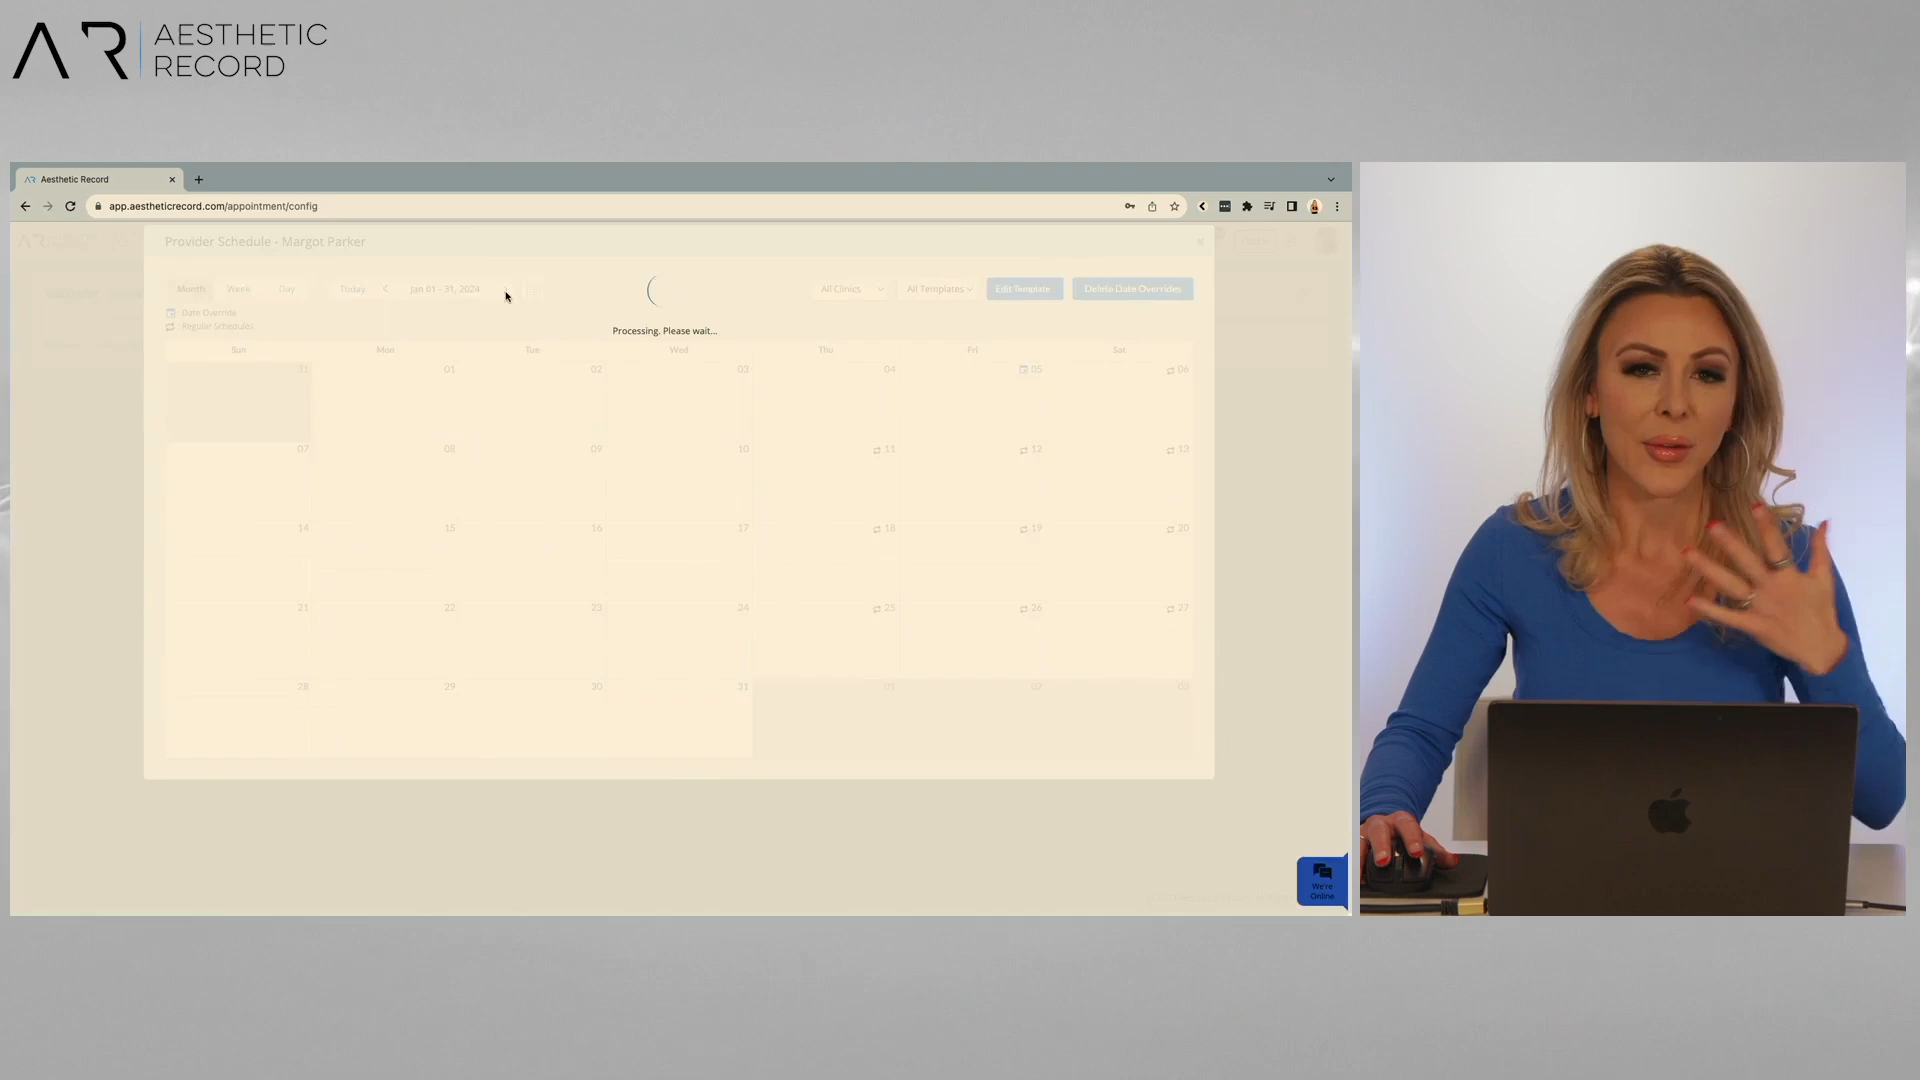 AR AESTHETIC
RECORD
AR Aesthetic Record
app.aestheticrecord.com/appointment/config
Provider Schedule - Margot Parker
Month Week Day Today Jan 01 - 31, 2024 All Clinics All Templates Edit Template Delete Date Overrides
: Date Override
: Regular Schedules
Processing. Please wait...
Sun Mon Tue Wed Thu Fri Sat
31 01 02 03 04 05 06
07 08 09 10 11 12 13
14 15 16 17 18 19 20
21 22 23 24 25 26 27
28 29 30 31 01 02 03
We're
Online